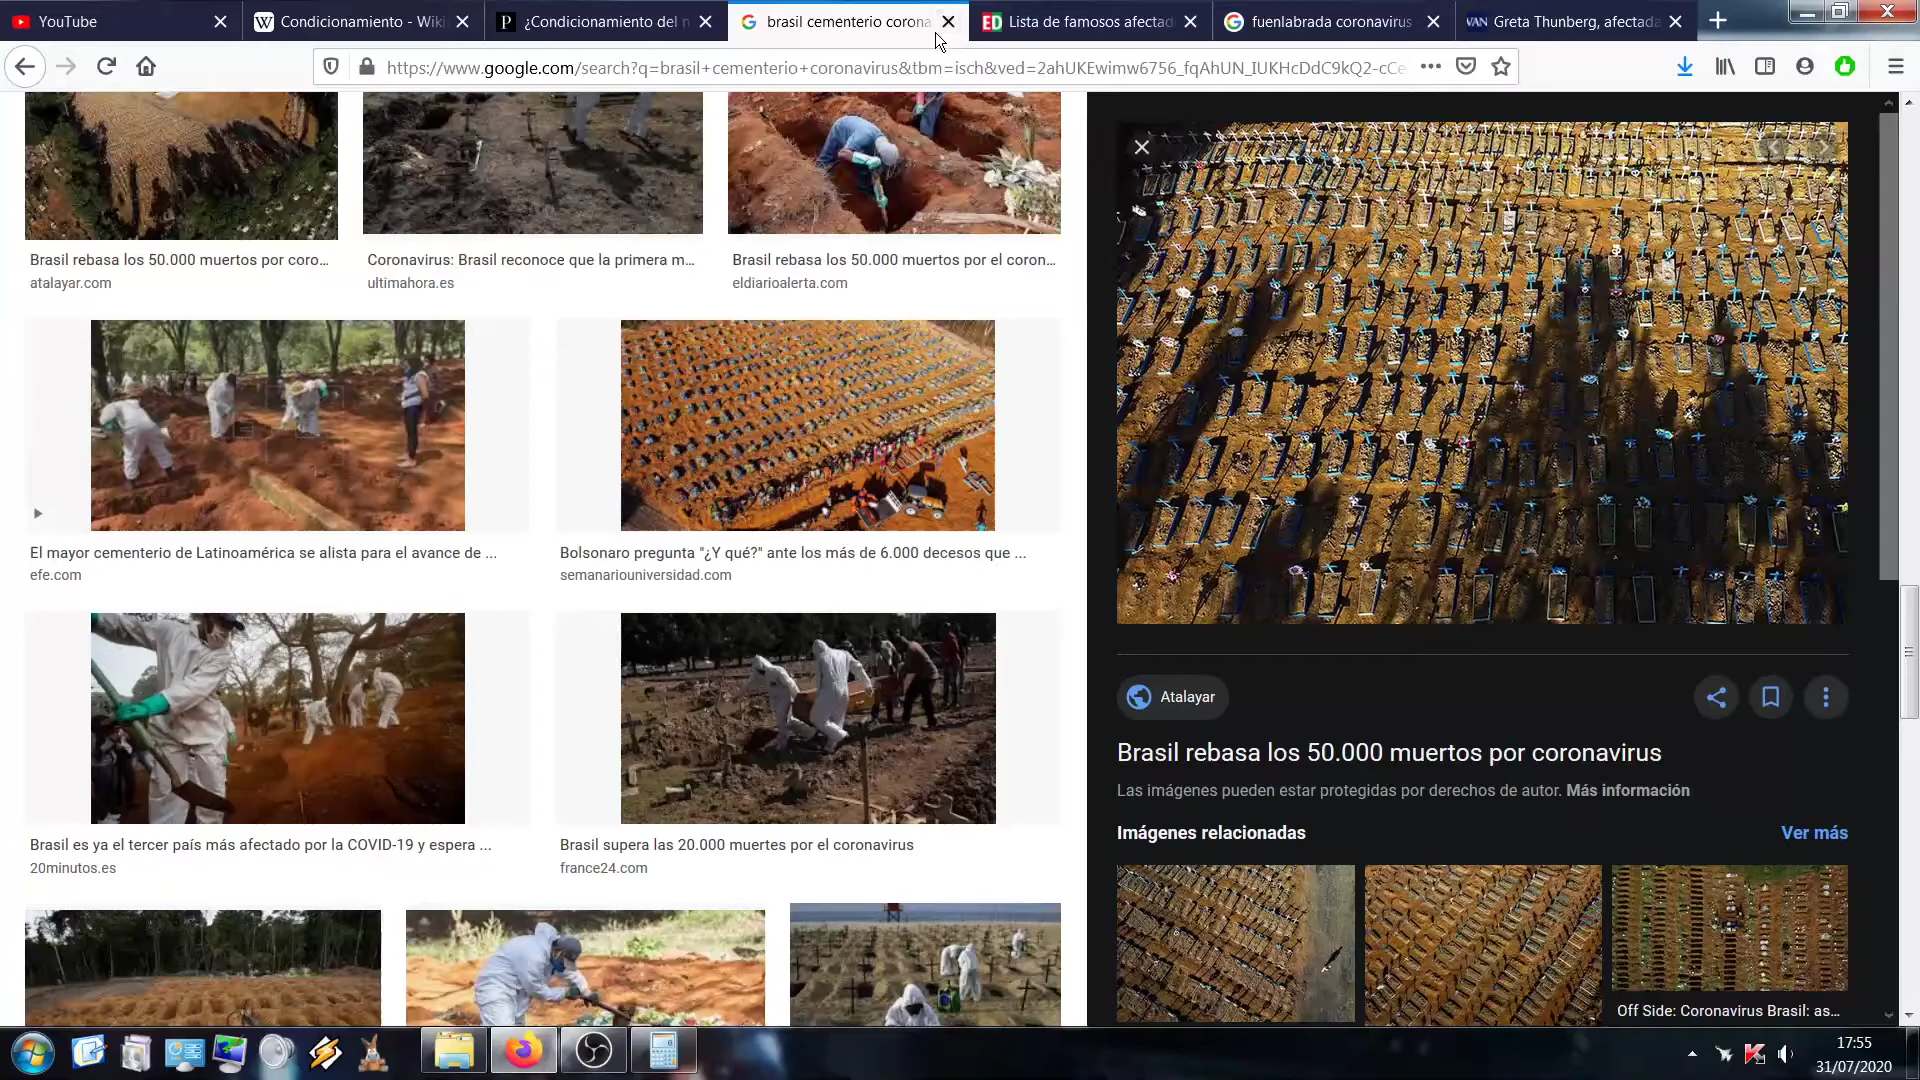 YouTube
Condicionamiento - Wiki
¿Condicionamiento del n
brasil cementerio corona
Lista de famosos afectad
fuenlabrada coronavirus
VAN Greta Thunberg, afectada
https://www.google.com/search?q=brasil+cementerio+coronavirus&tbm=isch&ved=2ahUKEwimw6756_fqAhUN_IUKHcDdC9kQ2-cCe
Brasil rebasa los 50.000 muertos por coro...
atalayar.com
Coronavirus: Brasil reconoce que la primera m...
ultimahora.es
Brasil rebasa los 50.000 muertos por el coron...
eldiarioalerta.com
El mayor cementerio de Latinoamérica se alista para el avance de ...
efe.com
Bolsonaro pregunta "¿Y qué?" ante los más de 6.000 decesos que ...
semanariouniversidad.com
Brasil es ya el tercer país más afectado por la COVID-19 y espera ...
20minutos.es
Brasil supera las 20.000 muertes por el coronavirus
france24.com
Atalayar
Brasil rebasa los 50.000 muertos por coronavirus
Las imágenes pueden estar protegidas por derechos de autor. Más información
Imágenes relacionadas
Ver más
Off Side: Coronavirus Brasil: as...
17:55
31/07/2020